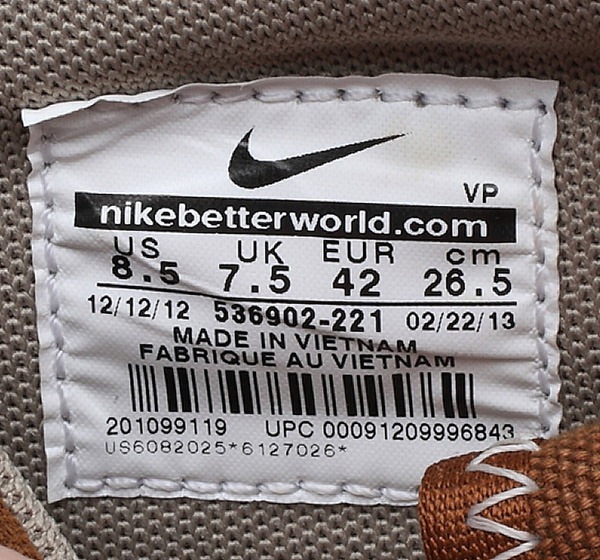 VP
nikebetterworld.com
US UK EUR cm
8.5 7.5 42 26.5
12/12/12 536902-221 02/22/13
MADE IN VIETNAM
FABRIQUE AU VIETNAM
201099119 UPC 00091209996843
US6082025*6127026*